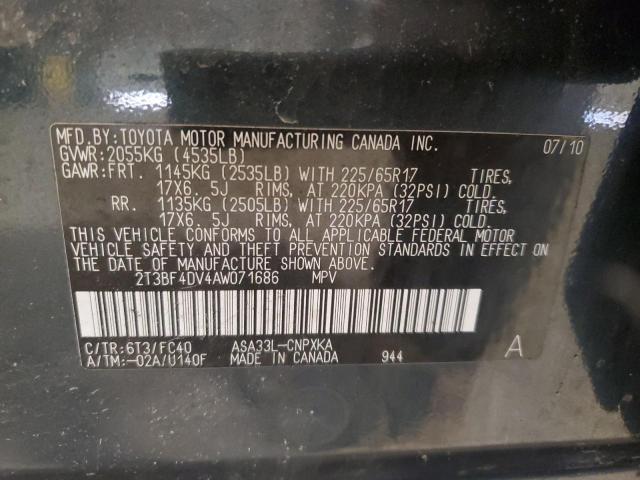 MFD.BY:TOYOTA MOTOR MANUFACTURING CANADA INC. 07/10
GVWR:2055KG (4535LB)
GAWR:FRT. 1145KG (2535LB) WITH 225/65R17 TIRES,
17X6.5J RIMS, AT 220KPA (32PSI) COLD.
RR. 1135KG (2505LB) WITH 225/65R17 TIRES,
17X6.5J RIMS, AT 220KPA (32PSI) COLD.
THIS VEHICLE CONFORMS TO ALL APPLICABLE FEDERAL MOTOR
VEHICLE SAFETY AND THEFT PREVENTION STANDARDS IN EFFECT ON
THE DATE OF MANUFACTURE SHOWN ABOVE.
2T3BF4DV4AW071686 MPV
C/TR:6T3/FC40 ASA33L-CNPXKA A
A/TM:-02A/U140F MADE IN CANADA 944